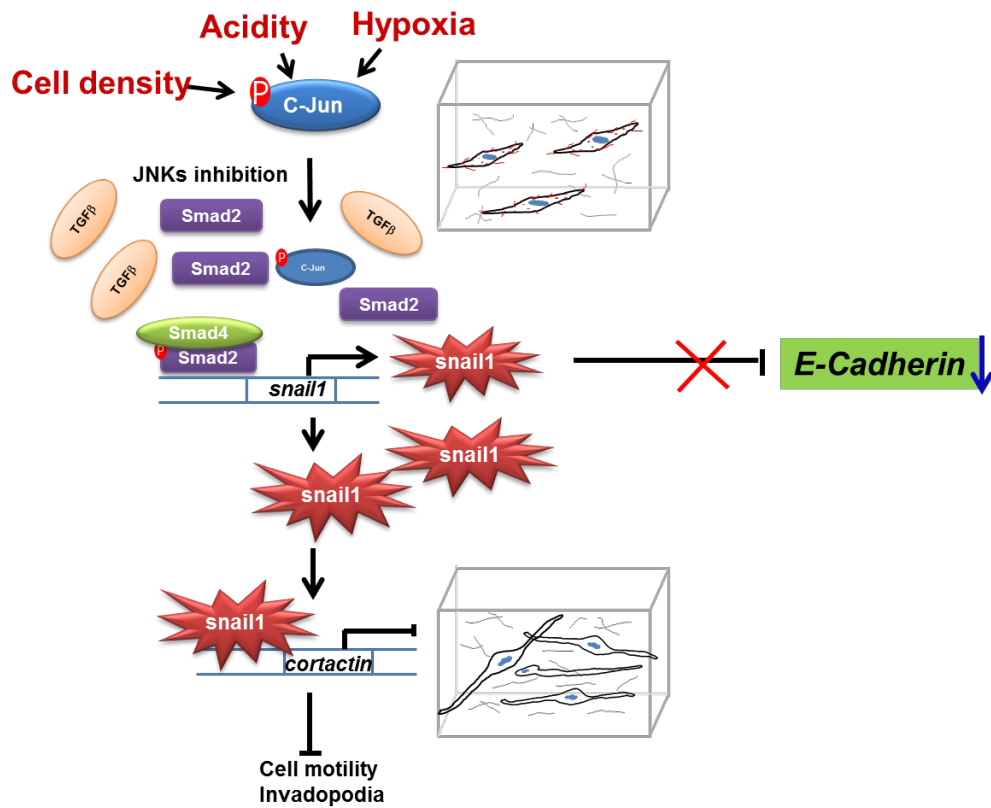 Acidity
Hypoxia
Cell density
P
C-Jun
JNKs inhibition
TGFβ
Smad2
TGFβ
TGFβ
Smad2
P
C-Jun
Smad2
Smad4
P
Smad2
snail1
snail1
E-Cadherin
snail1
snail1
snail1
cortactin
Cell motility
Invadopodia